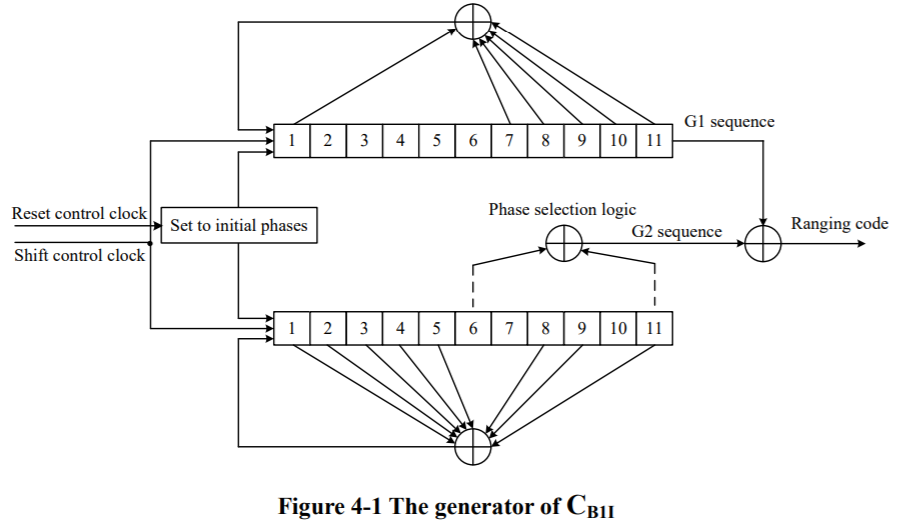 1 2 3 4 5 6 7 8 9 10 11
G1 sequence
Reset control clock
Set to initial phases
Shift control clock
Phase selection logic
G2 sequence
Ranging code
1 2 3 4 5 6 7 8 9 10 11
Figure 4-1 The generator of C_B1I